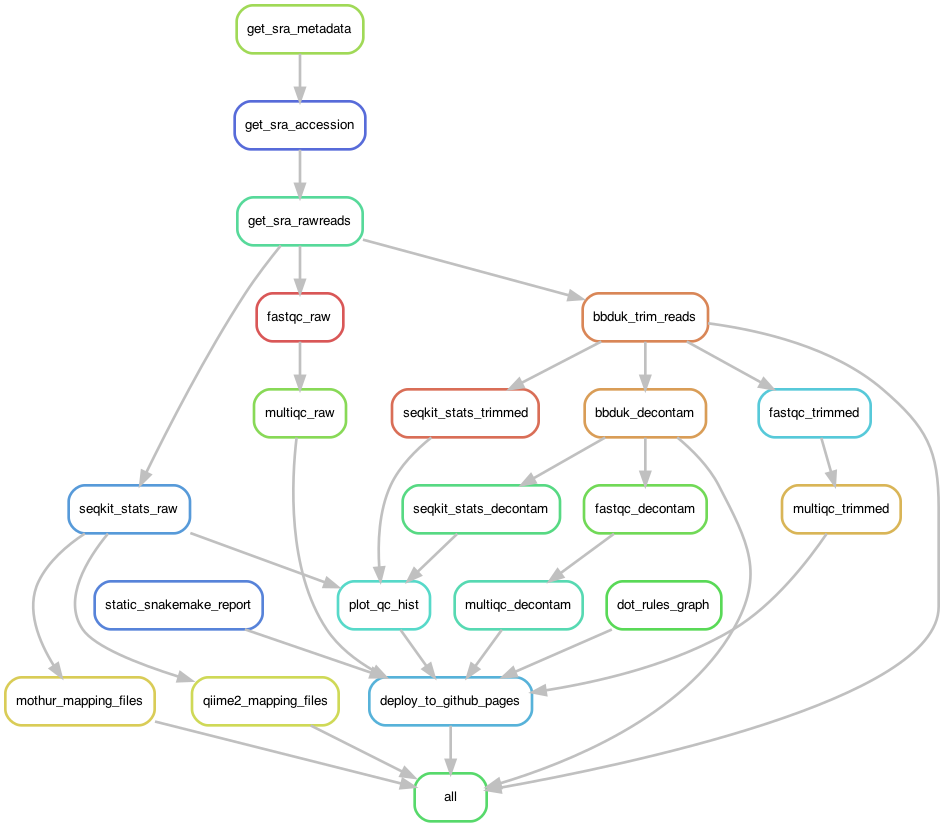 get_sra_metadata
get_sra_accession
get_sra_rawreads
fastqc_raw
bbduk_trim_reads
multiqc_raw
seqkit_stats_trimmed
bbduk_decontam
fastqc_trimmed
seqkit_stats_raw
seqkit_stats_decontam
fastqc_decontam
multiqc_trimmed
static_snakemake_report
plot_qc_hist
multiqc_decontam
dot_rules_graph
mothur_mapping_files
qiime2_mapping_files
deploy_to_github_pages
all